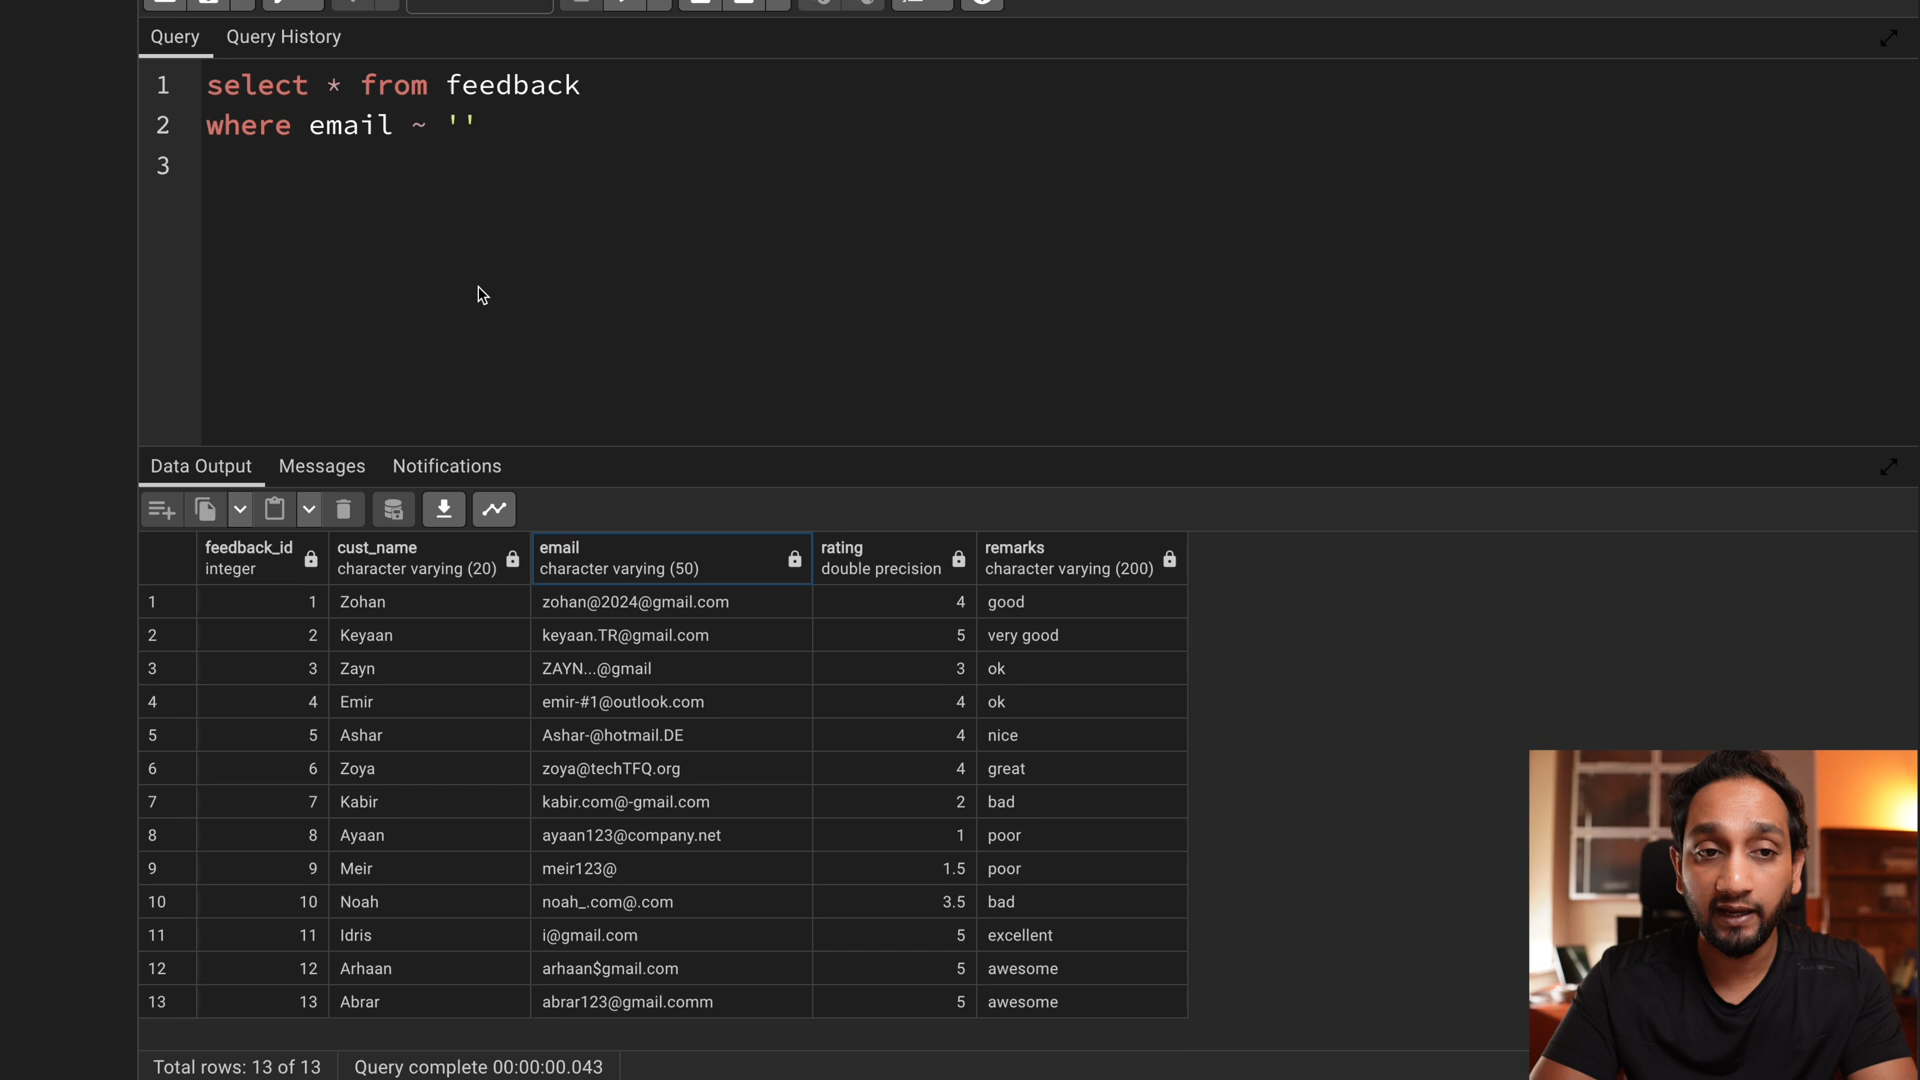 Query Query History
1 select * from feedback
2 where email ~ ''
3
Data Output Messages Notifications
feedback_id cust_name email rating remarks
integer character varying (20) character varying (50) double precision character varying (200)
1 1 Zohan zohan@2024@gmail.com 4 good
2 2 Keyaan keyaan.TR@gmail.com 5 very good
3 3 Zayn ZAYN...@gmail 3 ok
4 4 Emir emir-#1@outlook.com 4 ok
5 5 Ashar Ashar-@hotmail.DE 4 nice
6 6 Zoya zoya@techTFQ.org 4 great
7 7 Kabir kabir.com@-gmail.com 2 bad
8 8 Ayaan ayaan123@company.net 1 poor
9 9 Meir meir123@ 1.5 poor
10 10 Noah noah_.com@.com 3.5 bad
11 11 Idris i@gmail.com 5 excellent
12 12 Arhaan arhaan$gmail.com 5 awesome
13 13 Abrar abrar123@gmail.comm 5 awesome
Total rows: 13 of 13 Query complete 00:00:00.043